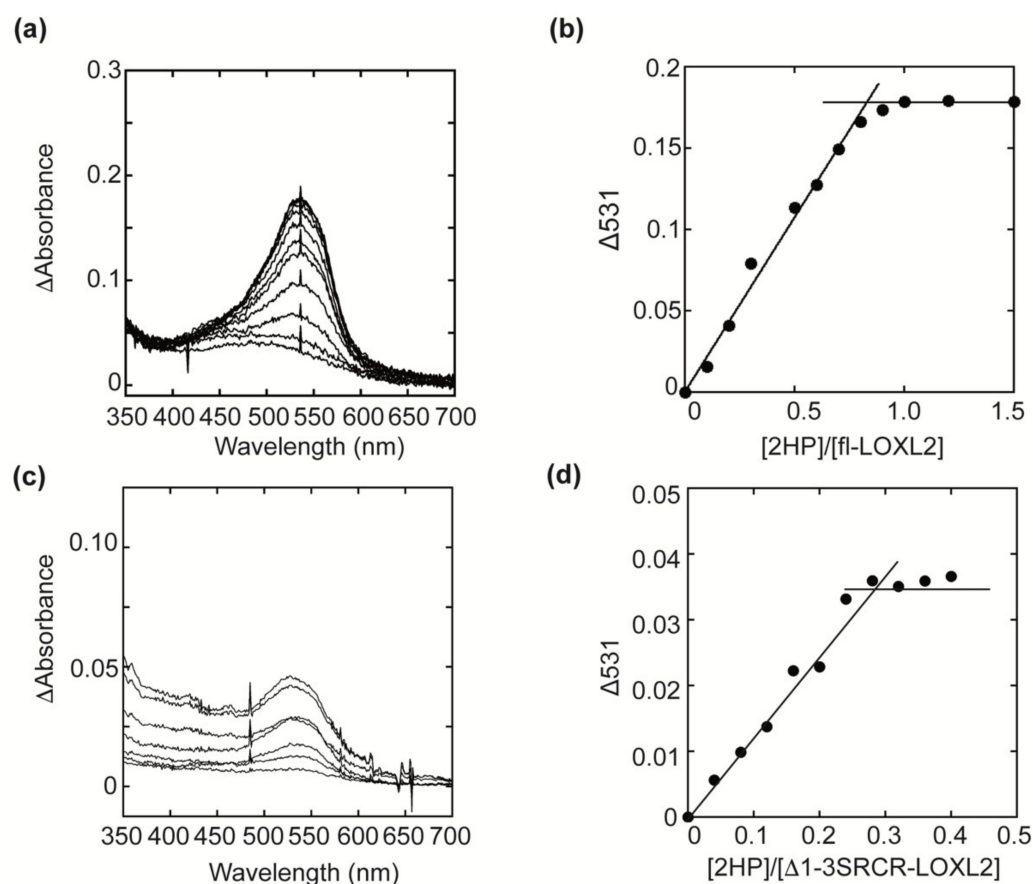 (a)
0.3
0.2
0.1
0
ΔAbsorbance
350 400 450 500 550 600 650 700
Wavelength (nm)
(b)
0.2
0.15
0.1
0.05
0
Δ531
0 0.5 1.0 1.5
[2HP]/[fl-LOXL2]
(c)
0.10
0.05
0
ΔAbsorbance
350 400 450 500 550 600 650 700
Wavelength (nm)
(d)
0.05
0.04
0.03
0.02
0.01
0
Δ531
0 0.1 0.2 0.3 0.4 0.5
[2HP]/[Δ1-3SRCR-LOXL2]